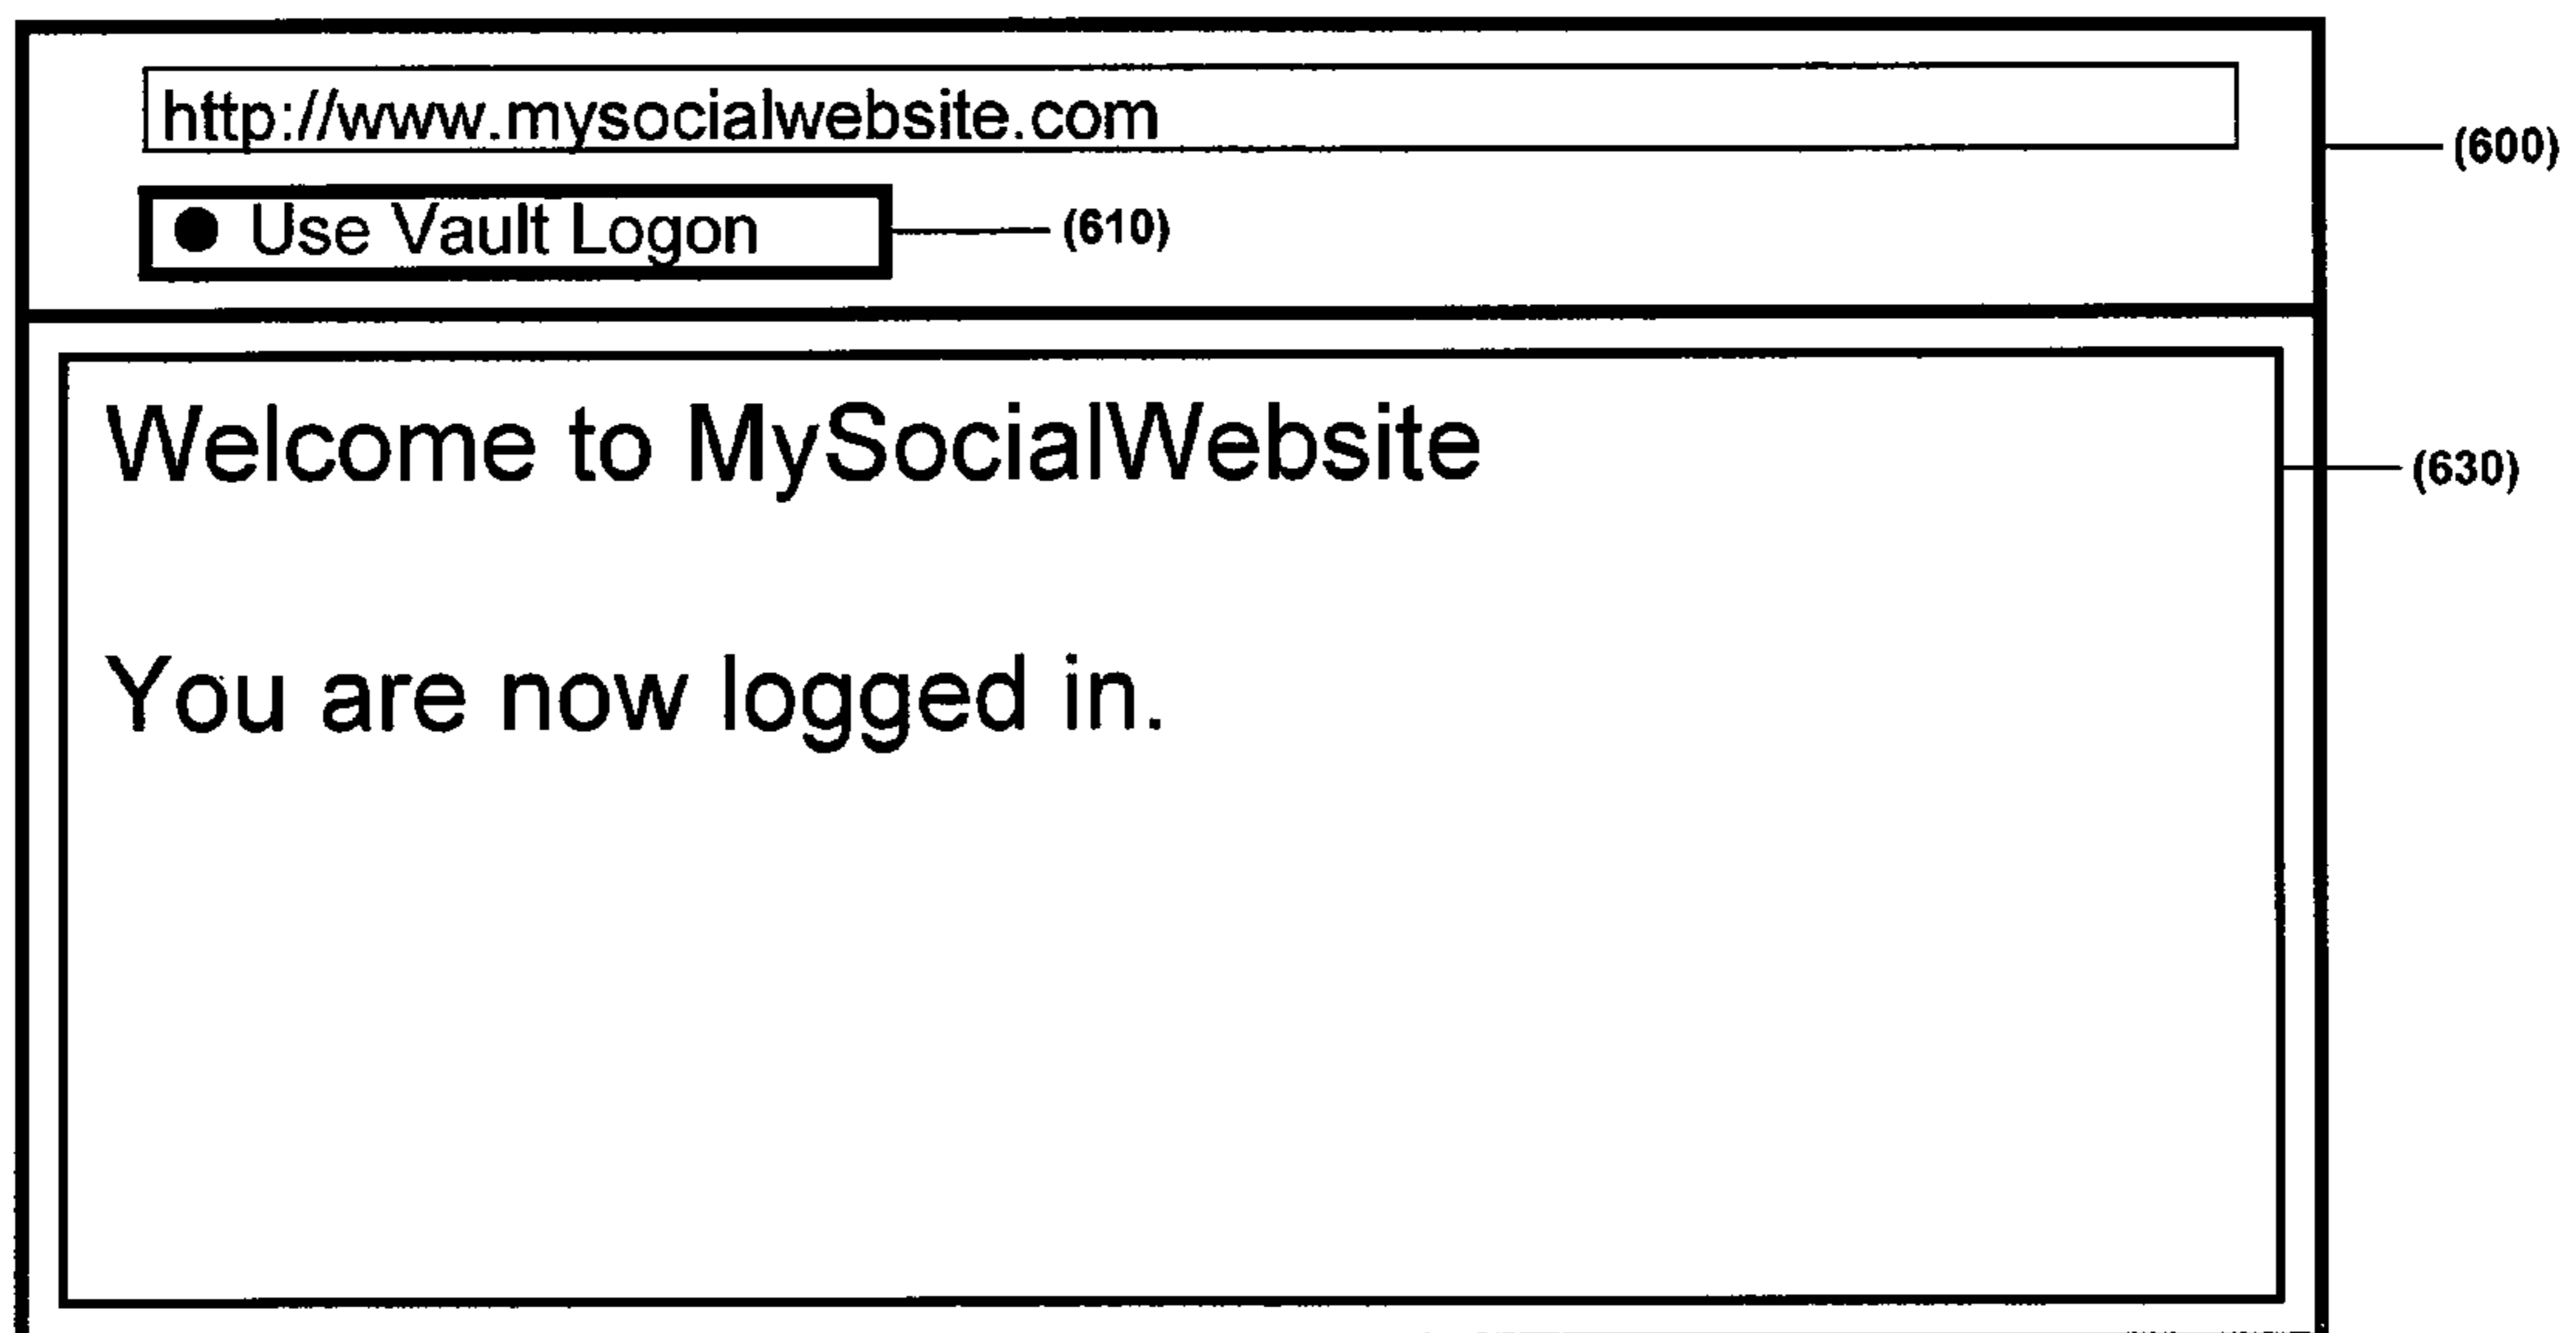 http://www.mysocialwebsite.com
(600)
● Use Vault Logon
(610)
Welcome to MySocialWebsite
(630)
You are now logged in.